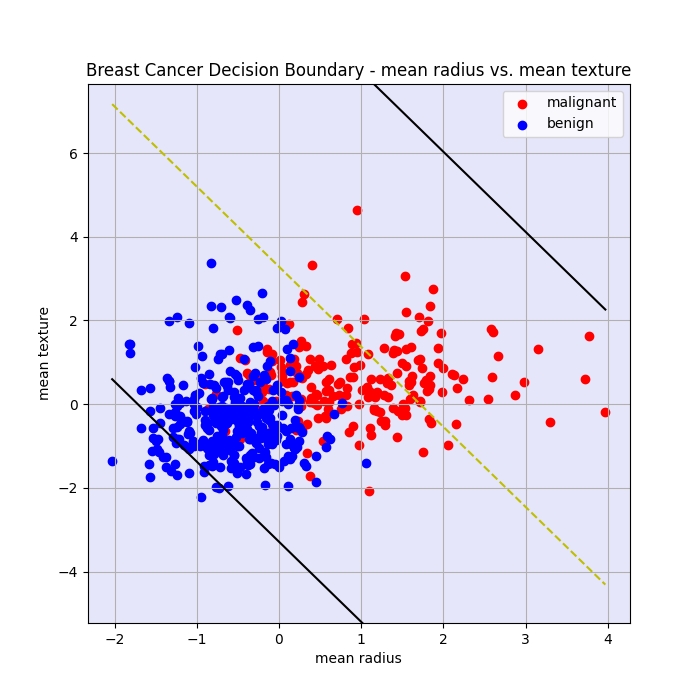 Breast Cancer Decision Boundary - mean radius vs. mean texture
malignant
benign
6
4
2
0
−2
−4
mean texture
−2 −1 0 1 2 3 4
mean radius